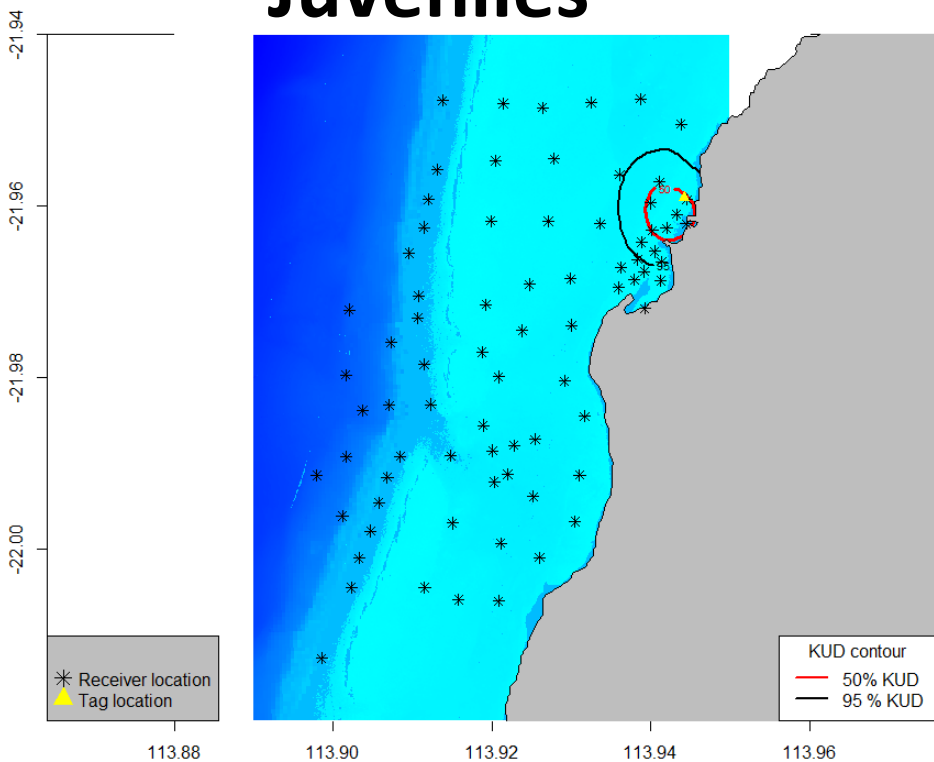 Juveniles
-21.94
-21.96
-21.98
-22.00
50
95
Receiver location
Tag location
KUD contour
50% KUD
95 % KUD
113.88
113.90
113.92
113.94
113.96